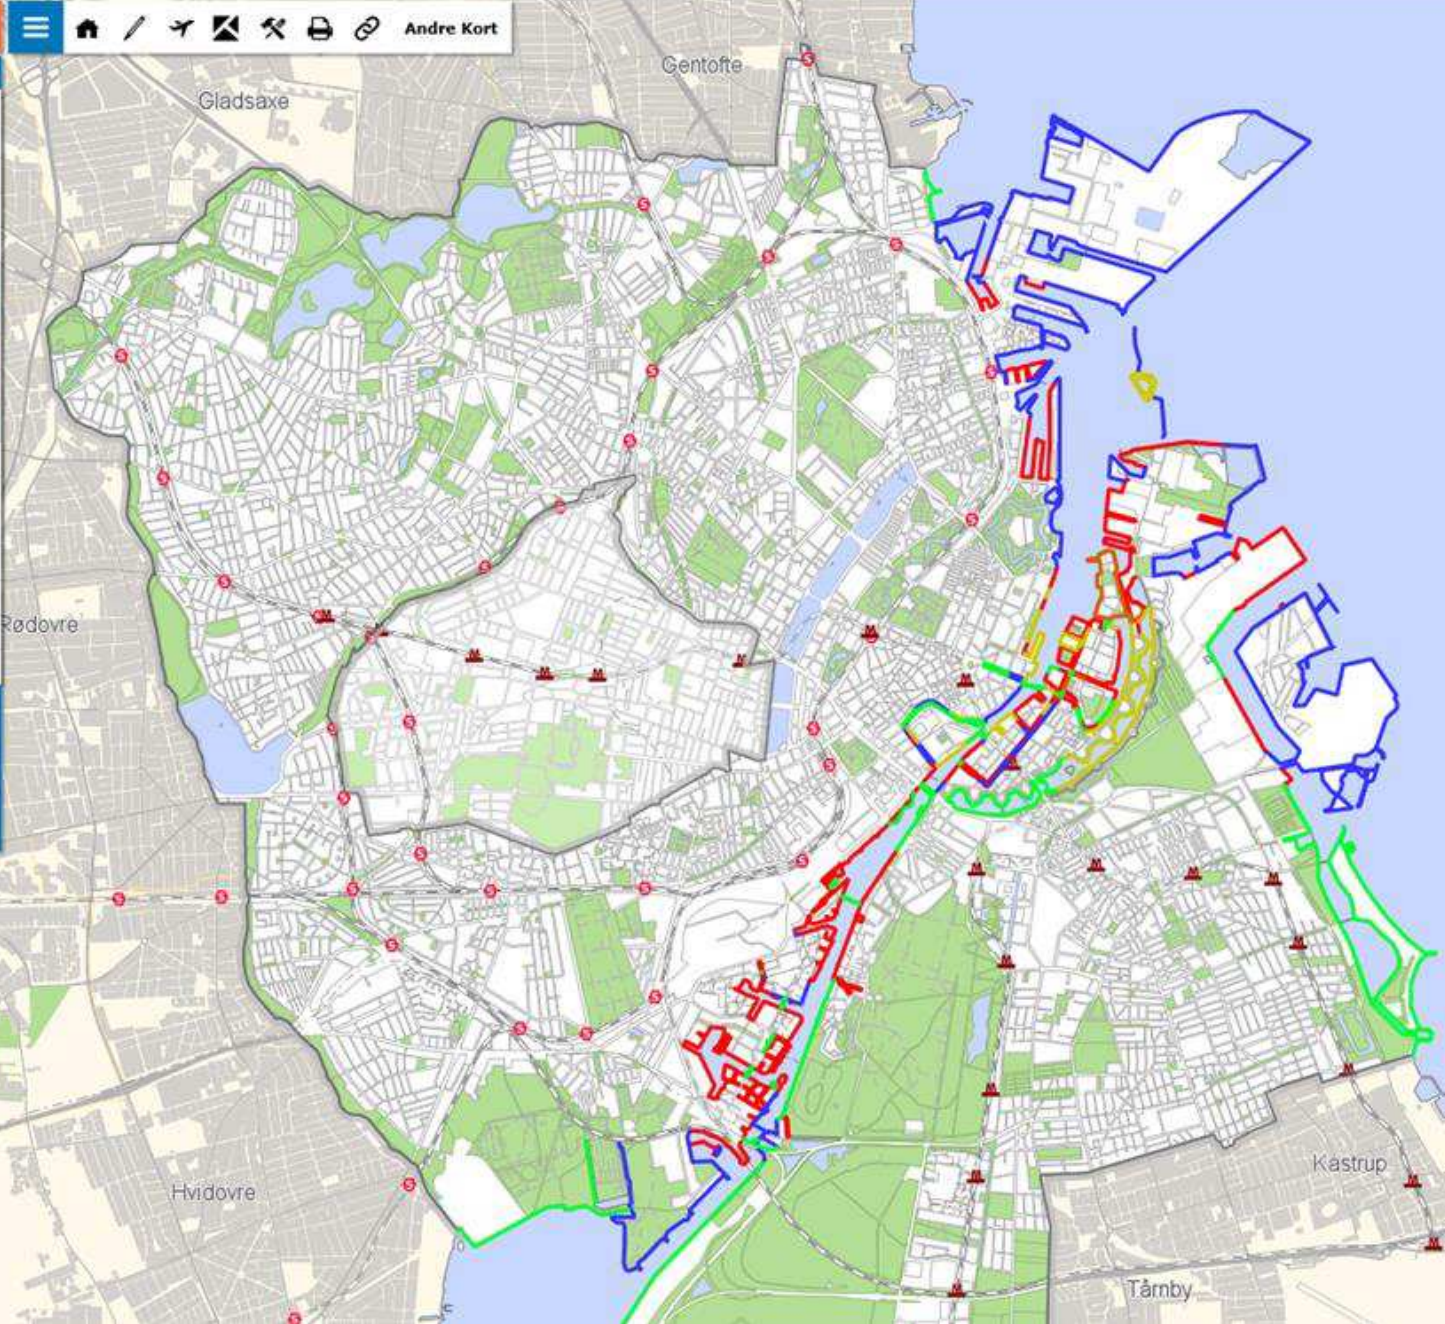 Andre Kort
Gentofte
Gladsaxe
Rødovre
Kastrup
Hvidovre
Tårnby